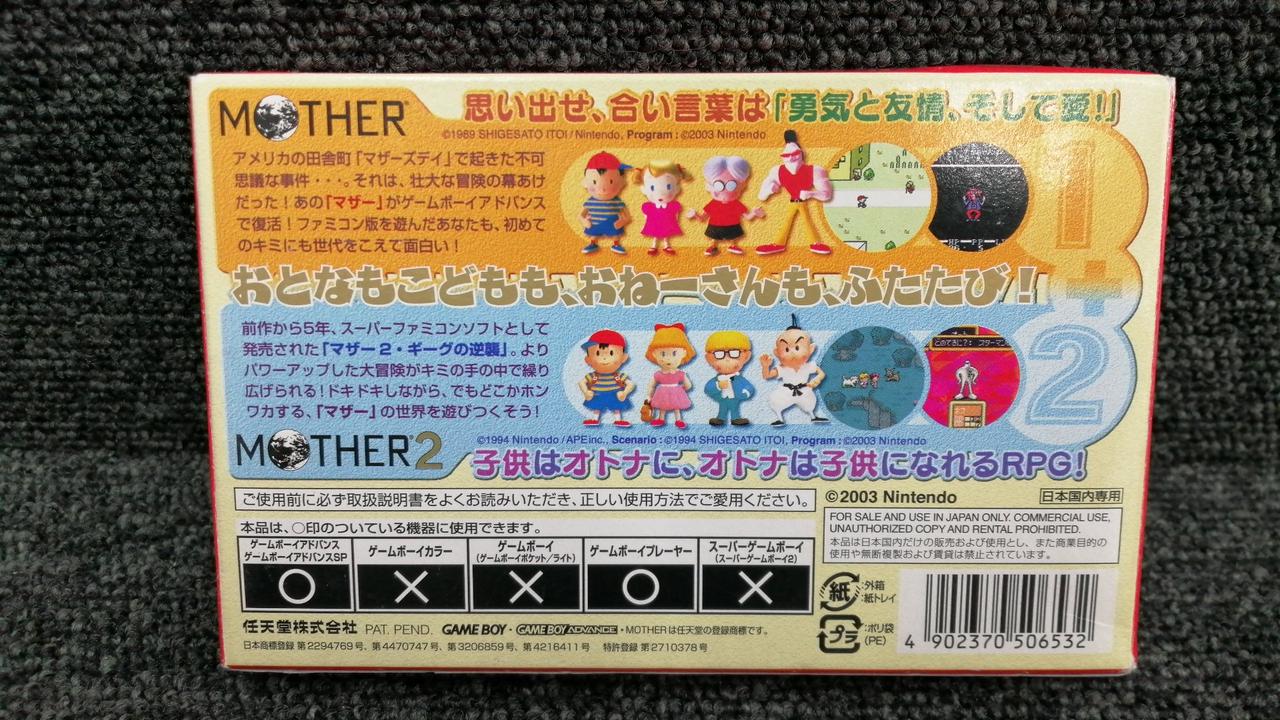 MOTHER®
思い出せ、合い言葉は「勇気と友情、そして愛!」
©1989 SHIGESATO ITOI / Nintendo, Program : ©2003 Nintendo
アメリカの田舎町「マザーズデイ」で起きた不可
思議な事件・・・。それは、壮大な冒険の幕あけ
だった!あの「マザー」がゲームボーイアドバンス
で復活!ファミコン版を遊んだあなたも、初めて
のキミにも世代をこえて面白い!
HP PP
1
+
おとなもこどもも、おねーさんも、ふたたび!
前作から5年、スーパーファミコンソフトとして
発売された「マザー2・ギーグの逆襲」。より
パワーアップした大冒険がキミの手の中で繰り
広げられる!ドキドキしながら、でもどこかホン
ワカする、「マザー」の世界を遊びつくそう!
どのてきに?: スターマン
2
MOTHER®2
©1994 Nintendo / APE inc., Scenario : ©1994 SHIGESATO ITOI, Program : ©2003 Nintendo
子供はオトナに、オトナは子供になれるRPG!
ご使用前に必ず取扱説明書をよくお読みいただき、正しい使用方法でご愛用ください。
©2003 Nintendo
日本国内専用
FOR SALE AND USE IN JAPAN ONLY. COMMERCIAL USE,
UNAUTHORIZED COPY AND RENTAL PROHIBITED.
本品は日本国内だけの販売および使用とし、また商業目的の
使用や無断複製および賃貸は禁止されています。
本品は、○印のついている機器に使用できます。
ゲームボーイアドバンス
ゲームボーイアドバンスSP
ゲームボーイカラー
ゲームボーイ
(ゲームボーイポケット/ライト)
ゲームボーイプレーヤー
スーパーゲームボーイ
(スーパーゲームボーイ2)
○ × × ○ ×
紙 :外箱
:紙トレイ
プラ :ポリ袋
(PE)
4 902370 506532
任天堂株式会社 PAT. PEND. GAME BOY・GAME BOY ADVANCE・MOTHERは任天堂の登録商標です。
日本商標登録 第2294769号、第4470747号、第3206859号、第4216411号 特許登録 第2710378号